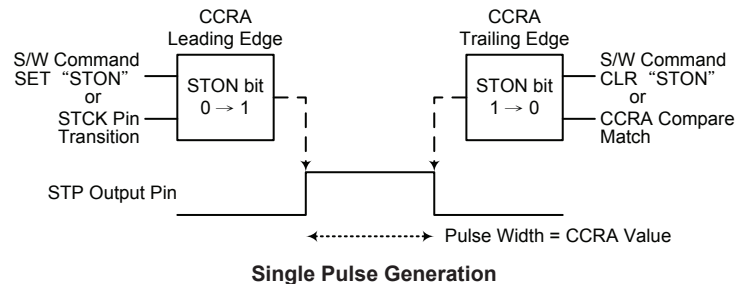 CCRA
Leading Edge
S/W Command
SET “STON”
or
STCK Pin
Transition
STON bit
0 → 1
CCRA
Trailing Edge
STON bit
1 → 0
S/W Command
CLR “STON”
or
CCRA Compare
Match
STP Output Pin
Pulse Width = CCRA Value
Single Pulse Generation